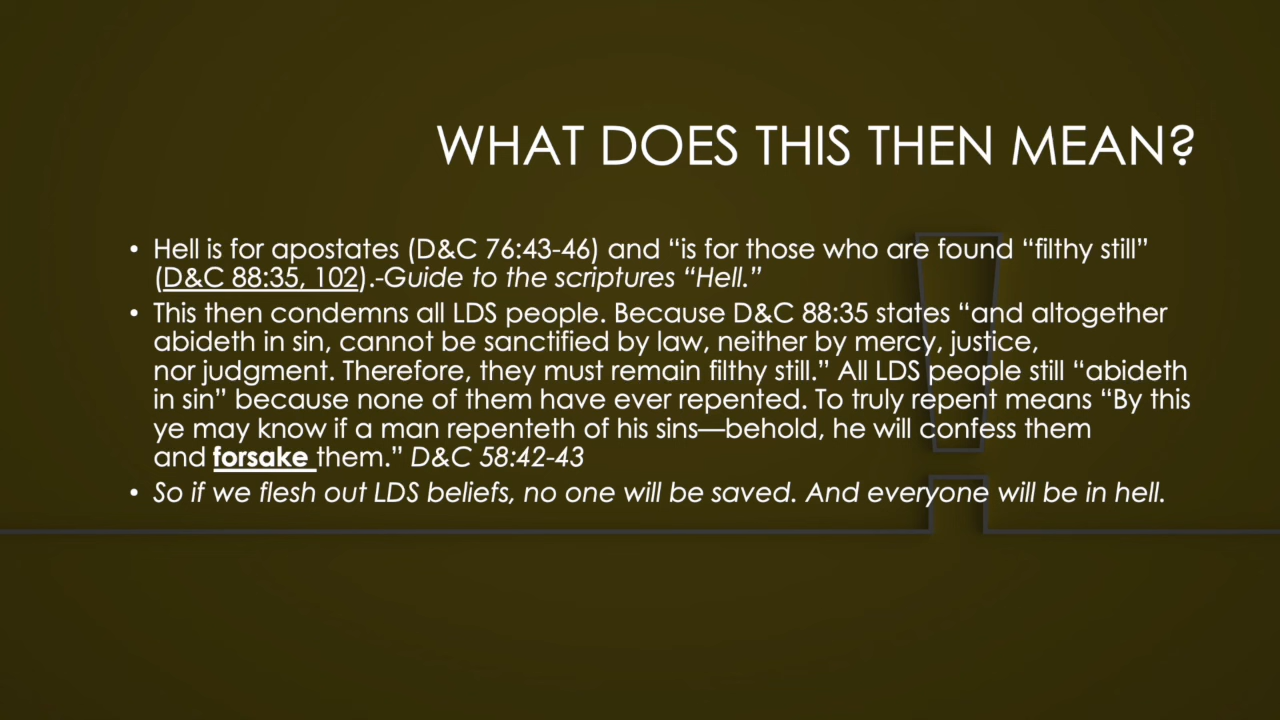 WHAT DOES THIS THEN MEAN?
• Hell is for apostates (D&C 76:43-46) and “is for those who are found “filthy still”
(D&C 88:35, 102).-Guide to the scriptures “Hell.”
• This then condemns all LDS people. Because D&C 88:35 states “and altogether
abideth in sin, cannot be sanctified by law, neither by mercy, justice,
nor judgment. Therefore, they must remain filthy still.” All LDS people still “abideth
in sin” because none of them have ever repented. To truly repent means “By this
ye may know if a man repenteth of his sins—behold, he will confess them
and forsake them.” D&C 58:42-43
• So if we flesh out LDS beliefs, no one will be saved. And everyone will be in hell.